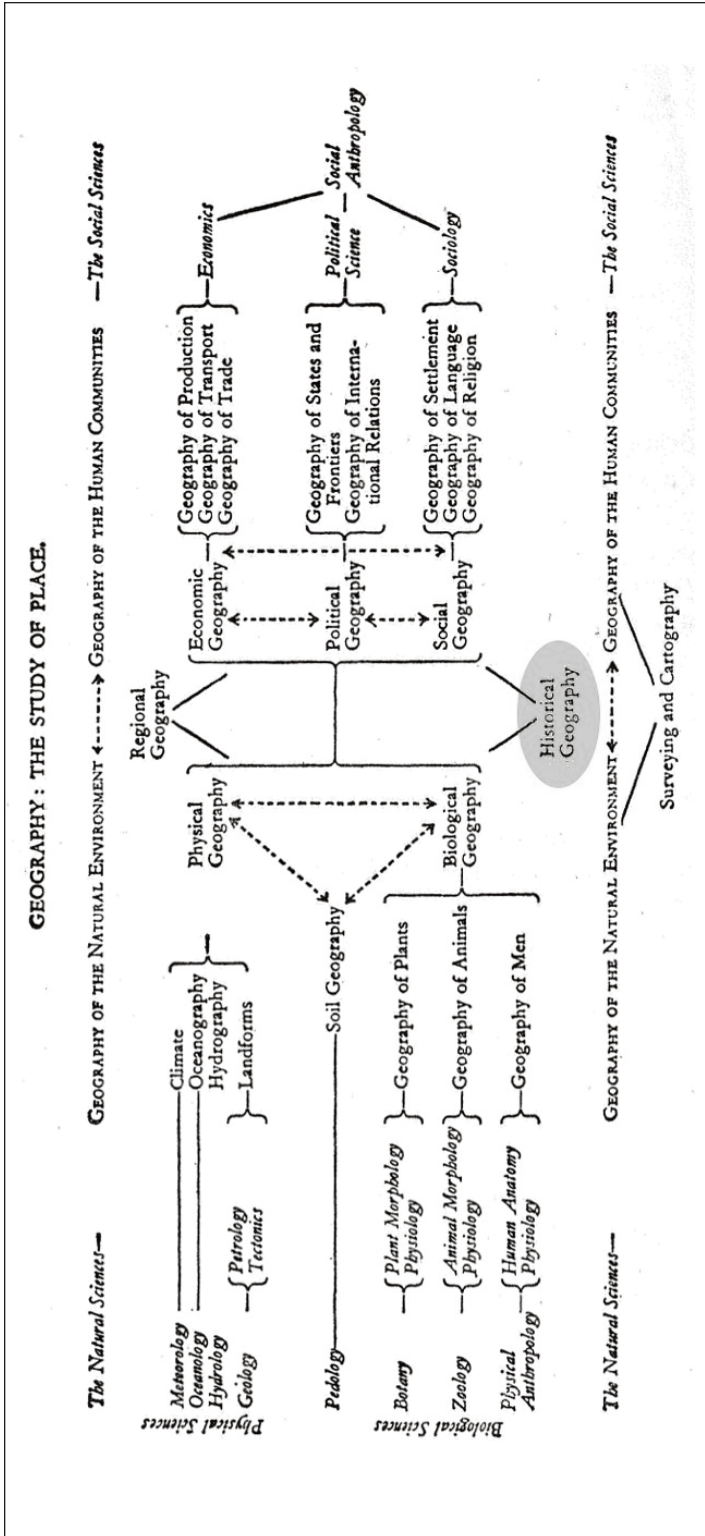 GEOGRAPHY: THE STUDY OF PLACE.
The Natural Sciences— GEOGRAPHY OF THE NATURAL ENVIRONMENT <-----> GEOGRAPHY OF THE HUMAN COMMUNITIES —The Social Sciences
Regional
Geography
Physical Sciences
Meteorology
Oceanology
Hydrology
Geology
Petrology
Tectonics
Climate
Oceanography
Hydrography
Landforms
Physical
Geography
Economic
Geography
Geography of Production
Geography of Transport
Geography of Trade
Economics
Pedology
Soil Geography
Political
Geography
Geography of States and
Frontiers
Geography of Interna-
tional Relations
Political
Science
Social
Anthropology
Biological Sciences
Botany
Plant Morphology
Physiology
Geography of Plants
Zoology
Animal Morphology
Physiology
Geography of Animals
Physical
Anthropology
Human Anatomy
Physiology
Geography of Men
Biological
Geography
Social
Geography
Geography of Settlement
Geography of Language
Geography of Religion
Sociology
Historical
Geography
The Natural Sciences— GEOGRAPHY OF THE NATURAL ENVIRONMENT <-----> GEOGRAPHY OF THE HUMAN COMMUNITIES —The Social Sciences
Surveying and Cartography